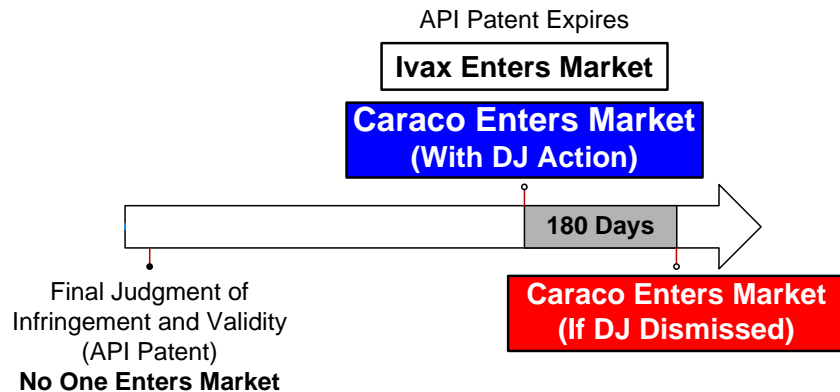 API Patent Expires
Ivax Enters Market
Caraco Enters Market
(With DJ Action)
180 Days
Final Judgment of
Infringement and Validity
(API Patent)
No One Enters Market
Caraco Enters Market
(If DJ Dismissed)